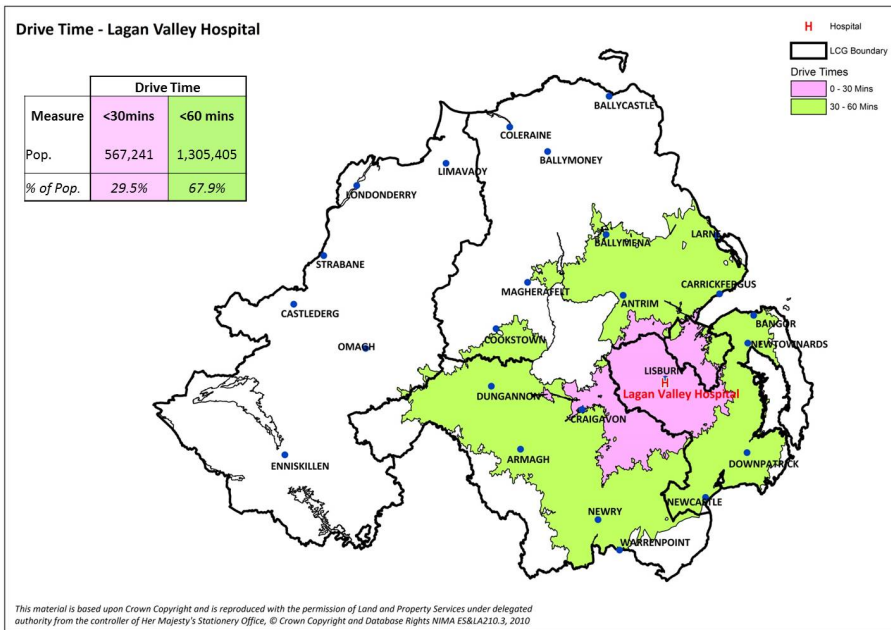 Drive Time - Lagan Valley Hospital
H Hospital
LCG Boundary
Drive Times
0 - 30 Mins
30 - 60 Mins
Drive Time
Measure <30mins <60 mins
Pop. 567,241 1,305,405
% of Pop. 29.5% 67.9%
BALLYCASTLE
COLERAINE
BALLYMONEY
LIMAVADY
LONDONDERRY
BALLYMENA
LARNE
STRABANE
MAGHERAFELT
CARRICKFERGUS
ANTRIM
CASTLEDERG
BANGOR
COOKSTOWN
NEWTOWNARDS
OMAGH
LISBURN
H
Lagan Valley Hospital
DUNGANNON
CRAIGAVON
ARMAGH
ENNISKILLEN
DOWNPATRICK
NEWCASTLE
NEWRY
WARRENPOINT
This material is based upon Crown Copyright and is reproduced with the permission of Land and Property Services under delegated
authority from the controller of Her Majesty's Stationery Office, © Crown Copyright and Database Rights NIMA ES&LA210.3, 2010